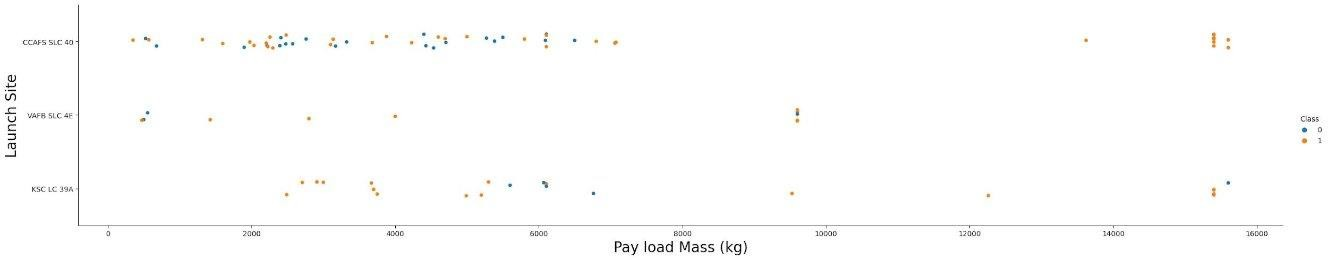 Launch Site
CCAFS SLC 40
VAFB SLC 4E
KSC LC 39A
0 2000 4000 6000 8000 10000 12000 14000 16000
Pay load Mass (kg)
Class
0
1